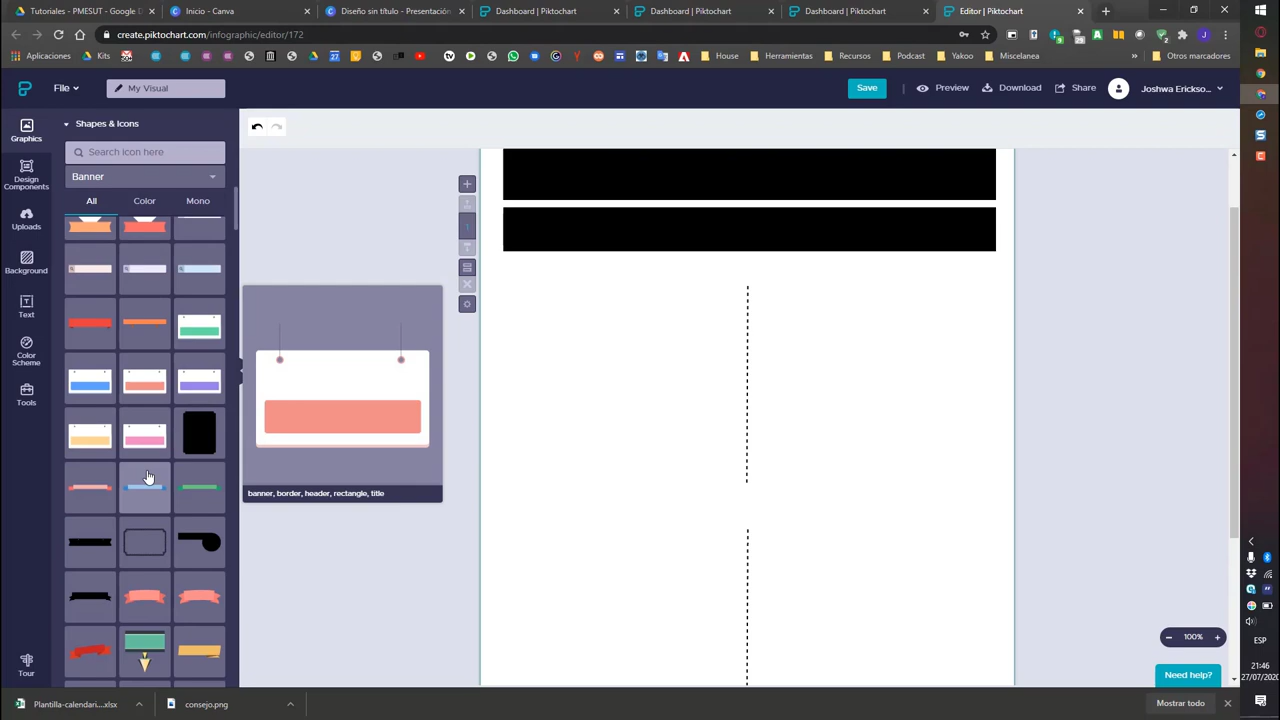 Tutoriales - PMESUT - Google D
Inicio - Canva
Diseño sin título - Presentación
Dashboard | Piktochart
Dashboard | Piktochart
Dashboard | Piktochart
Editor | Piktochart
create.piktochart.com/infographic/editor/172
Aplicaciones
Kits
House
Herramientas
Recursos
Podcast
Yakoo
Miscelanea
Otros marcadores
File
My Visual
Save
Preview
Download
Share
Joshwa Erickso...
Graphics
Design Components
Uploads
Background
Text
Color Scheme
Tools
Tour
Shapes & Icons
Search icon here
Banner
All
Color
Mono
banner, border, header, rectangle, title
1
100%
Need help?
ESP
21:46
27/07/2020
Plantilla-calendari....xlsx
consejo.png
Mostrar todo